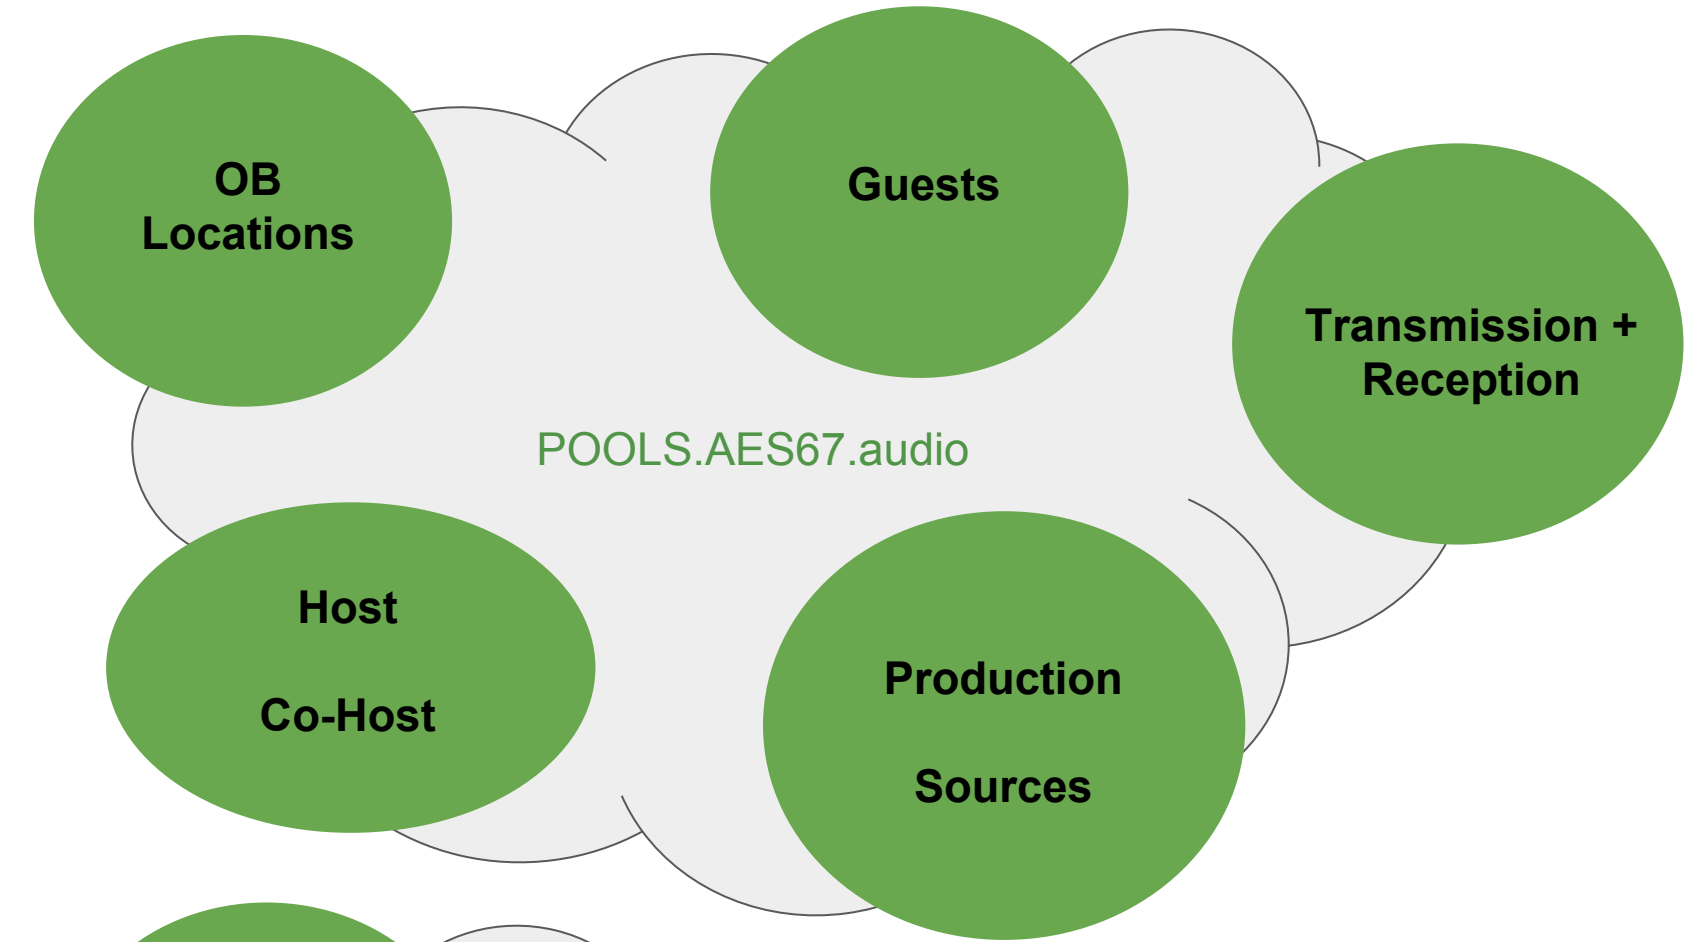 OB
Locations
Guests
Transmission +
Reception
POOLS.AES67.audio
Host
Co-Host
Production
Sources